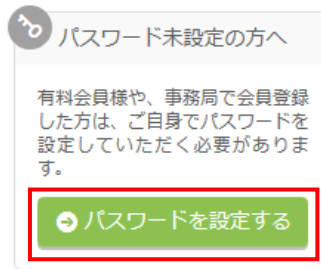 パスワード未設定の方へ
有料会員様や、事務局で会員登録
した方は、ご自身でパスワードを
設定していただく必要がありま
す。
パスワードを設定する